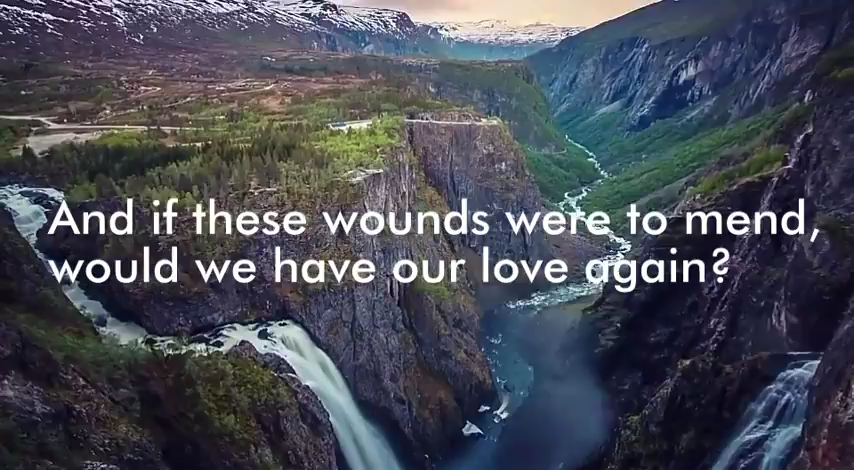 And if these wounds were to mend,
would we have our love again?